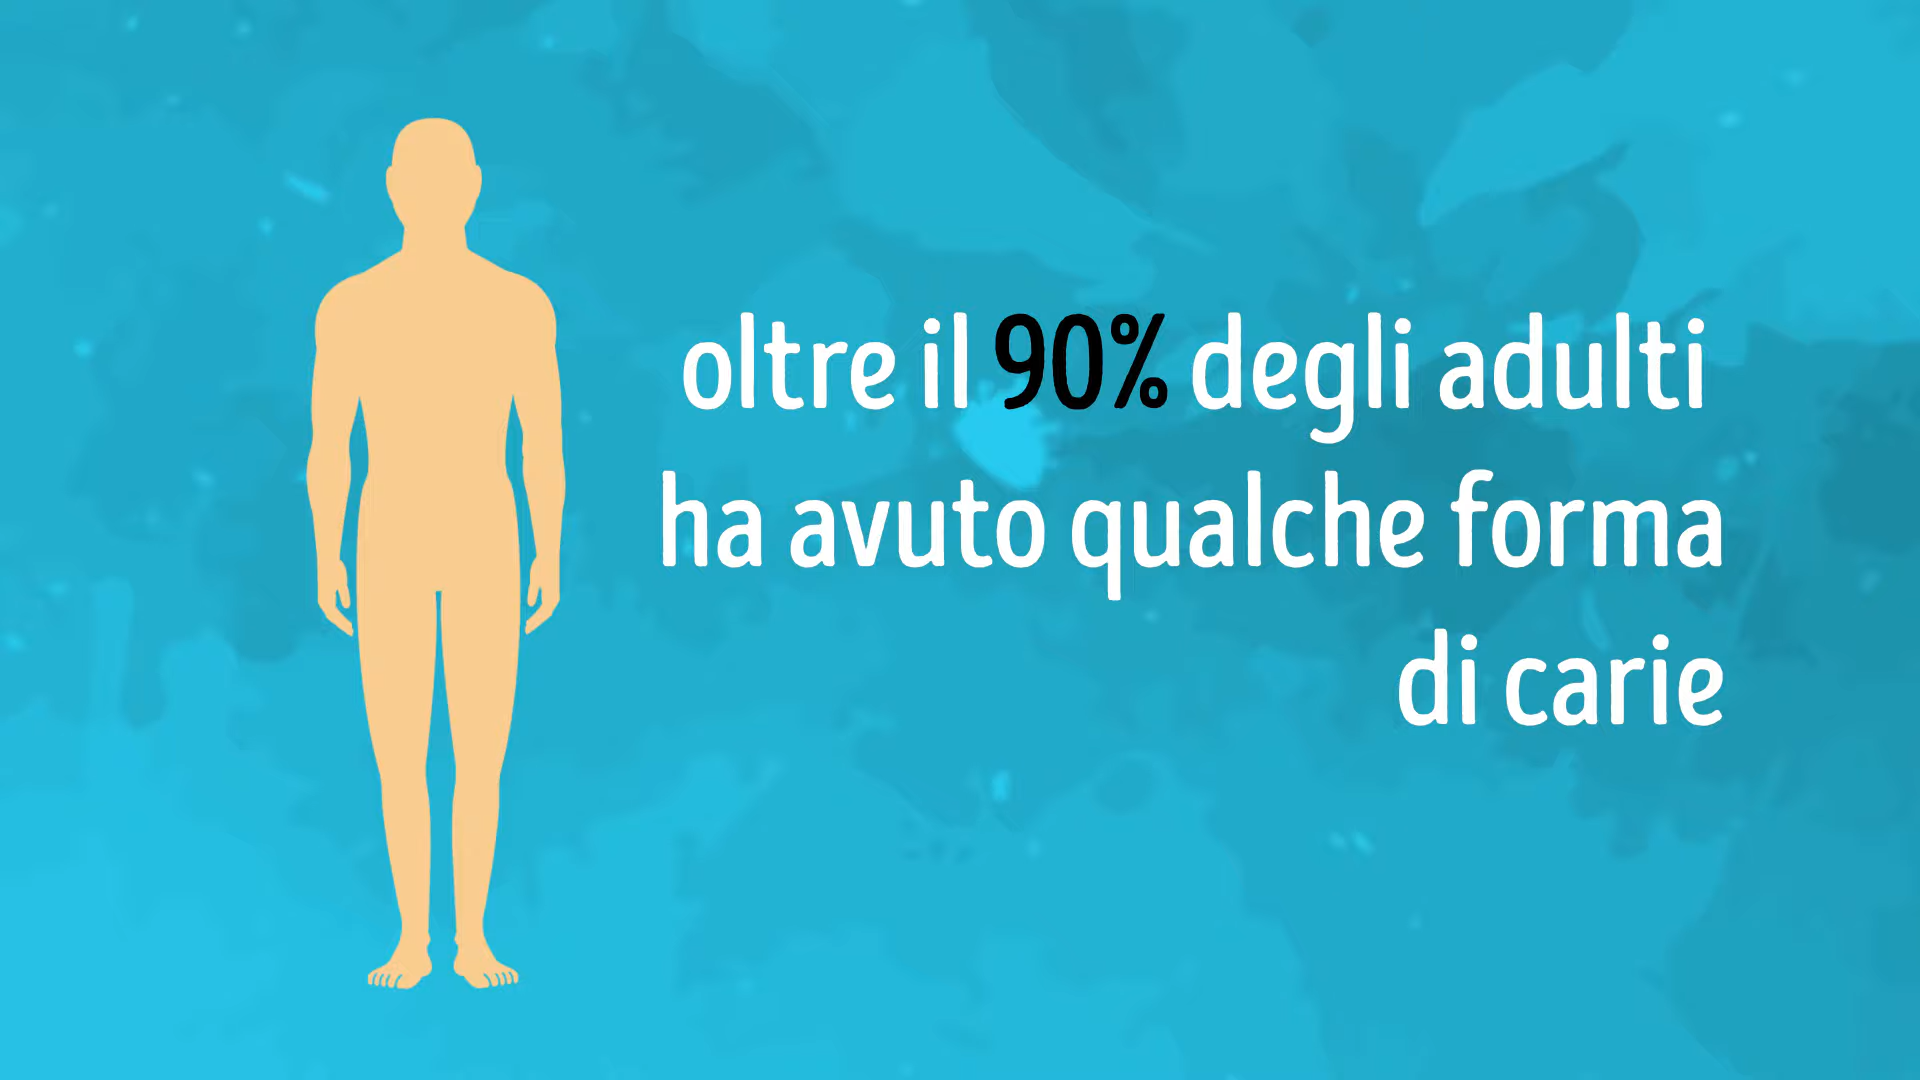 oltre il 90% degli adulti
ha avuto qualche forma
di carie